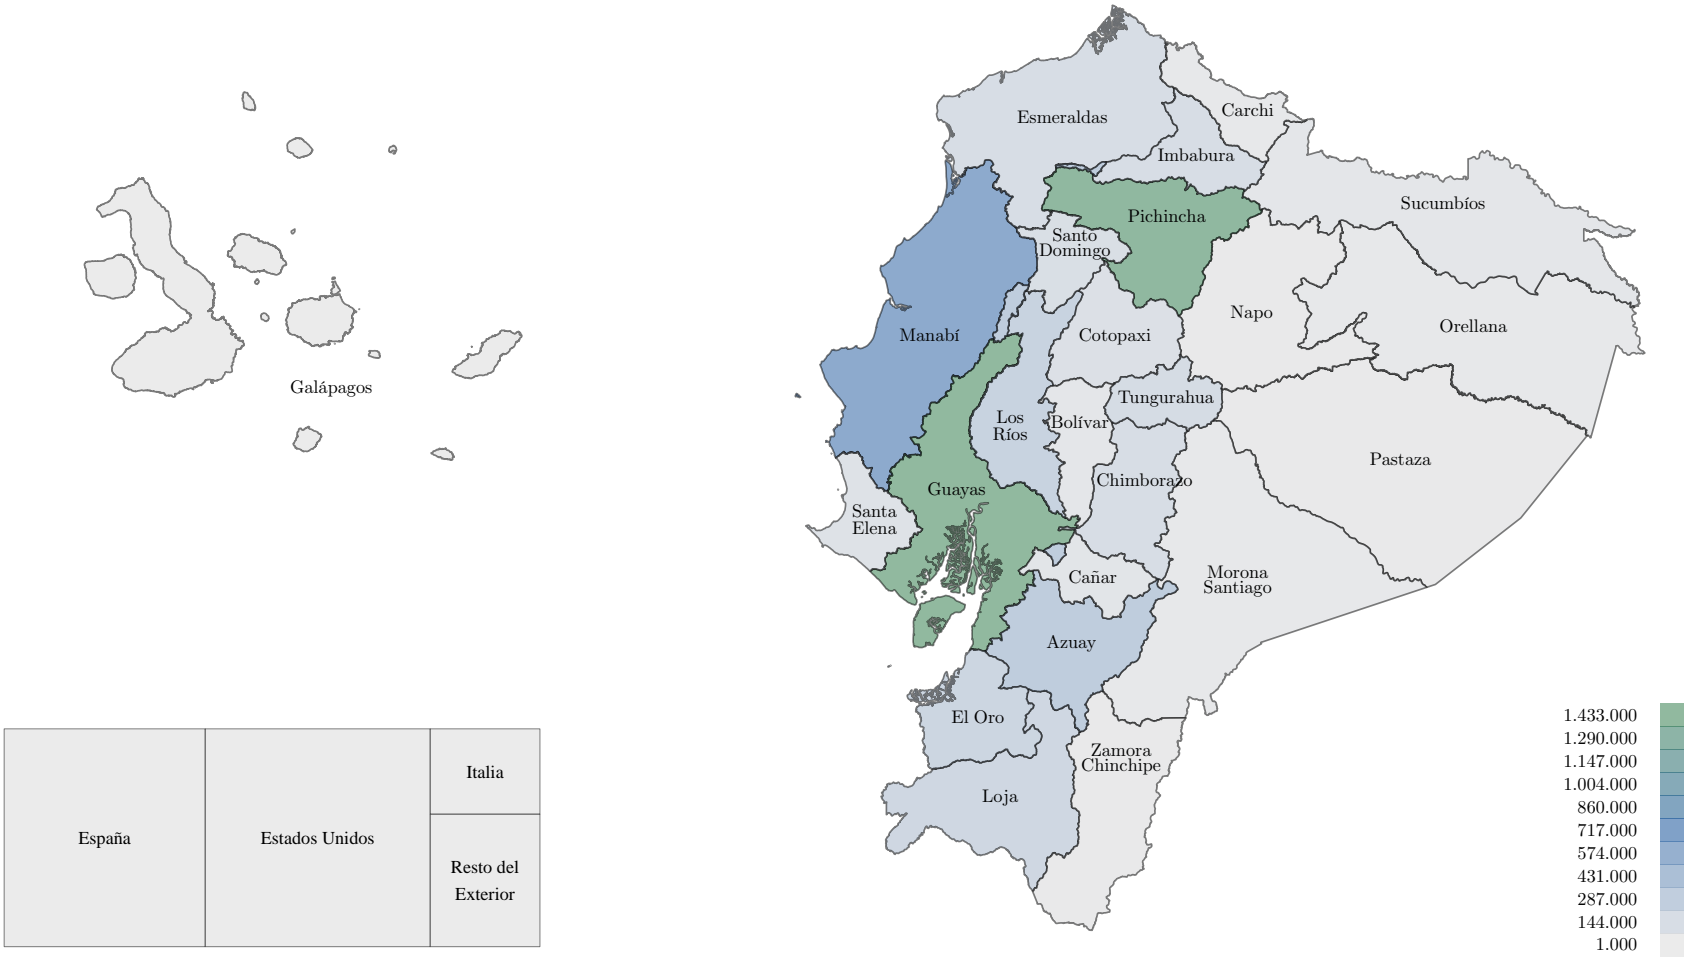 Carchi
Esmeraldas
Imbabura
Sucumbíos
Pichincha
Santo
Domingo
Napo
Orellana
Manabí
Cotopaxi
Galápagos
Tungurahua
Los
Ríos
Bolívar
Pastaza
Chimborazo
Guayas
Santa
Elena
Cañar
Morona
Santiago
Azuay
El Oro
Zamora
Chinchipe
Loja
España
Estados Unidos
Italia
Resto del
Exterior
1.433.000
1.290.000
1.147.000
1.004.000
860.000
717.000
574.000
431.000
287.000
144.000
1.000